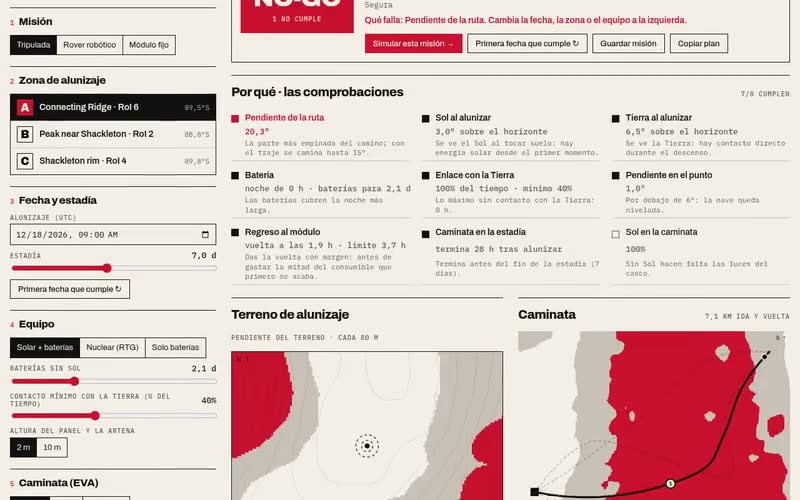 1 Misión
Tripulada Rover robótico Módulo fijo
2 Zona de alunizaje
A Connecting Ridge · RoI 6 89,5°S
B Peak near Shackleton · RoI 2 88,8°S
C Shackleton rim · RoI 4 89,8°S
3 Fecha y estadía
ALUNIZAJE (UTC)
12/18/2026, 09:00 AM
ESTADÍA 7,0 d
Primera fecha que cumple ↻
4 Equipo
Solar + baterías Nuclear (RTG) Solo baterías
BATERÍAS SIN SOL 2,1 d
CONTACTO MÍNIMO CON LA TIERRA (% DEL
TIEMPO) 40%
ALTURA DEL PANEL Y LA ANTENA
2 m 10 m
5 Caminata (EVA)
NO-GO
1 NO CUMPLE
Segura
Qué falla: Pendiente de la ruta. Cambia la fecha, la zona o el equipo a la izquierda.
Simular esta misión → Primera fecha que cumple ↻ Guardar misión Copiar plan
Por qué · las comprobaciones 7/8 CUMPLEN
Pendiente de la ruta
20,3°
La parte más empinada del camino; con
el traje se camina hasta 15°.
Sol al alunizar
3,0° sobre el horizonte
Se ve el Sol al tocar suelo: hay
energía solar desde el primer momento.
Tierra al alunizar
6,5° sobre el horizonte
Se ve la Tierra: hay contacto directo
durante el descenso.
Batería
noche de 0 h · baterías para 2,1 d
Las baterías cubren la noche más
larga.
Enlace con la Tierra
100% del tiempo · mínimo 40%
Lo máximo sin contacto con la Tierra:
0 h.
Pendiente en el punto
1,0°
Por debajo de 6°: la nave queda
nivelada.
Regreso al módulo
vuelta a las 1,9 h · límite 3,7 h
Das la vuelta con margen: antes de
gastar la mitad del consumible que
primero se acaba.
Caminata en la estadía
termina 28 h tras alunizar
Termina antes del fin de la estadía (7
días).
Sol en la caminata
100%
Sin Sol hacen falta las luces del
casco.
Terreno de alunizaje
PENDIENTE DEL TERRENO · CADA 80 M
N ↑
Caminata 7,1 KM IDA Y VUELTA
N ↑
1